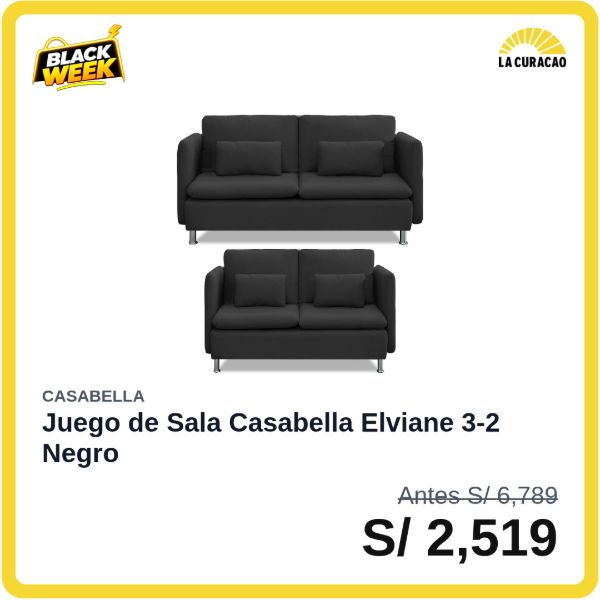 BLACK
WEEK
LA CURACAO
CASABELLA
Juego de Sala Casabella Elviane 3-2
Negro
Antes S/ 6,789
S/ 2,519